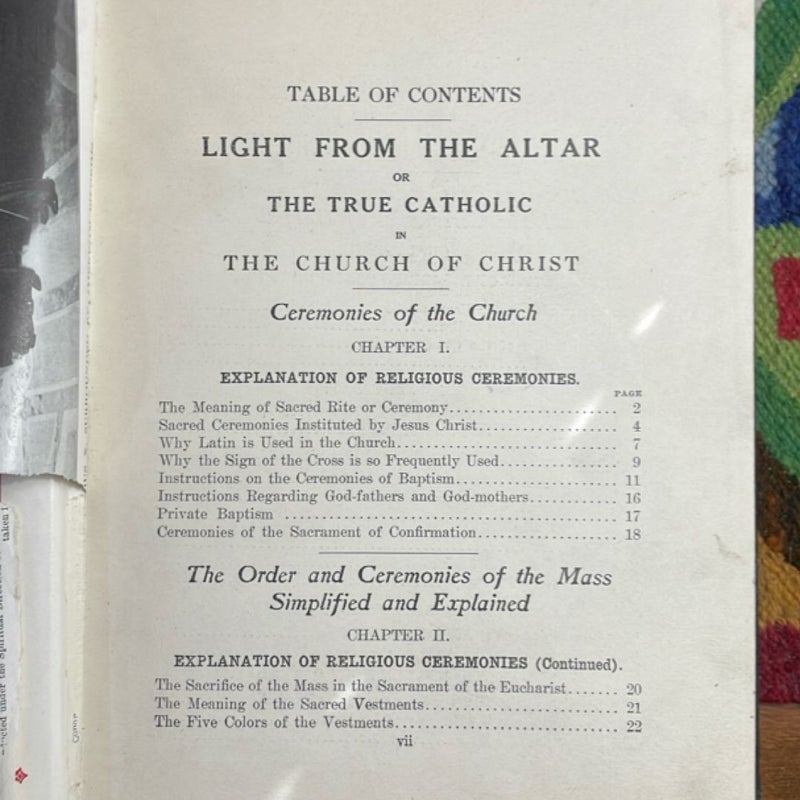 TABLE OF CONTENTS
LIGHT FROM THE ALTAR
OR
THE TRUE CATHOLIC
IN
THE CHURCH OF CHRIST
Ceremonies of the Church
CHAPTER I.
EXPLANATION OF RELIGIOUS CEREMONIES.
PAGE
The Meaning of Sacred Rite or Ceremony........................ 2
Sacred Ceremonies Instituted by Jesus Christ.................... 4
Why Latin is Used in the Church................................ 7
Why the Sign of the Cross is so Frequently Used................. 9
Instructions on the Ceremonies of Baptism....................... 11
Instructions Regarding God-fathers and God-mothers............ 16
Private Baptism ............................................... 17
Ceremonies of the Sacrament of Confirmation.................... 18
The Order and Ceremonies of the Mass
Simplified and Explained
CHAPTER II.
EXPLANATION OF RELIGIOUS CEREMONIES (Continued).
The Sacrifice of the Mass in the Sacrament of the Eucharist....... 20
The Meaning of the Sacred Vestments........................... 21
The Five Colors of the Vestments............................... 22
vii
taken
under the Spiritual